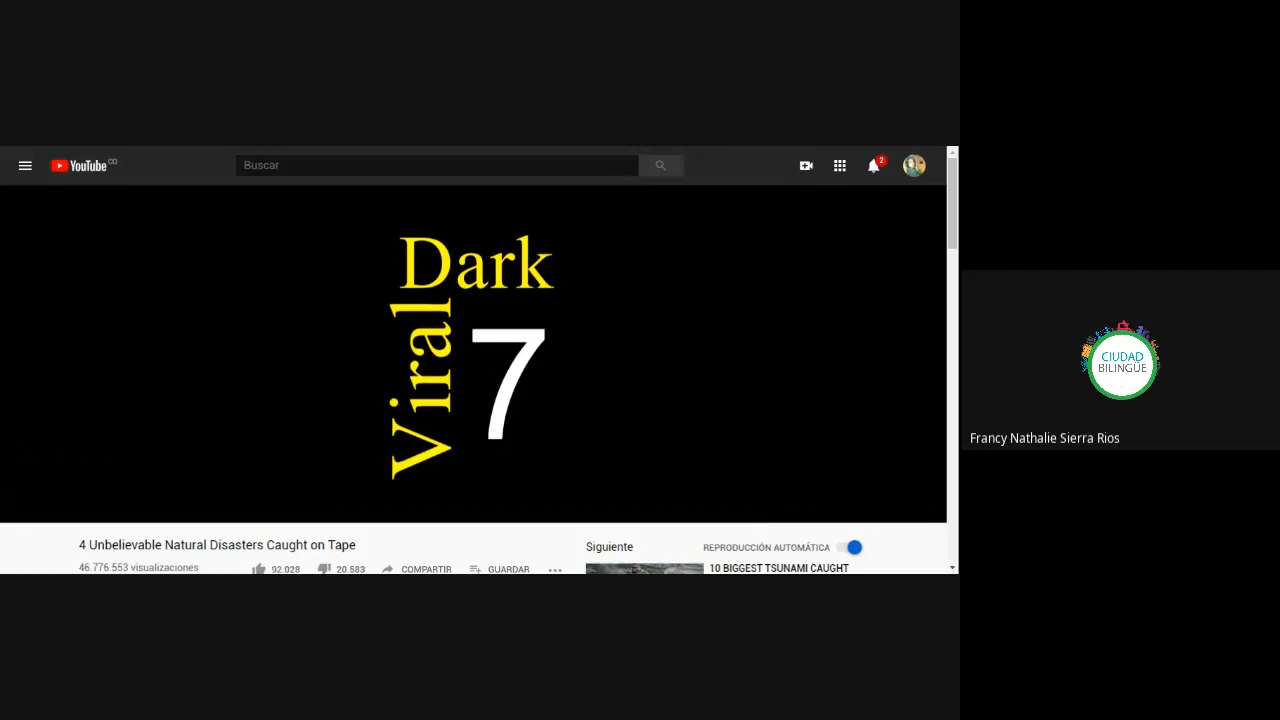 YouTube CO
Buscar
2
Dark
Viral
7
4 Unbelievable Natural Disasters Caught on Tape
46.776.553 visualizaciones
92.028
20.583
COMPARTIR
GUARDAR
Siguiente
REPRODUCCIÓN AUTOMÁTICA
10 BIGGEST TSUNAMI CAUGHT
CIUDAD
BILINGÜE
Francy Nathalie Sierra Rios